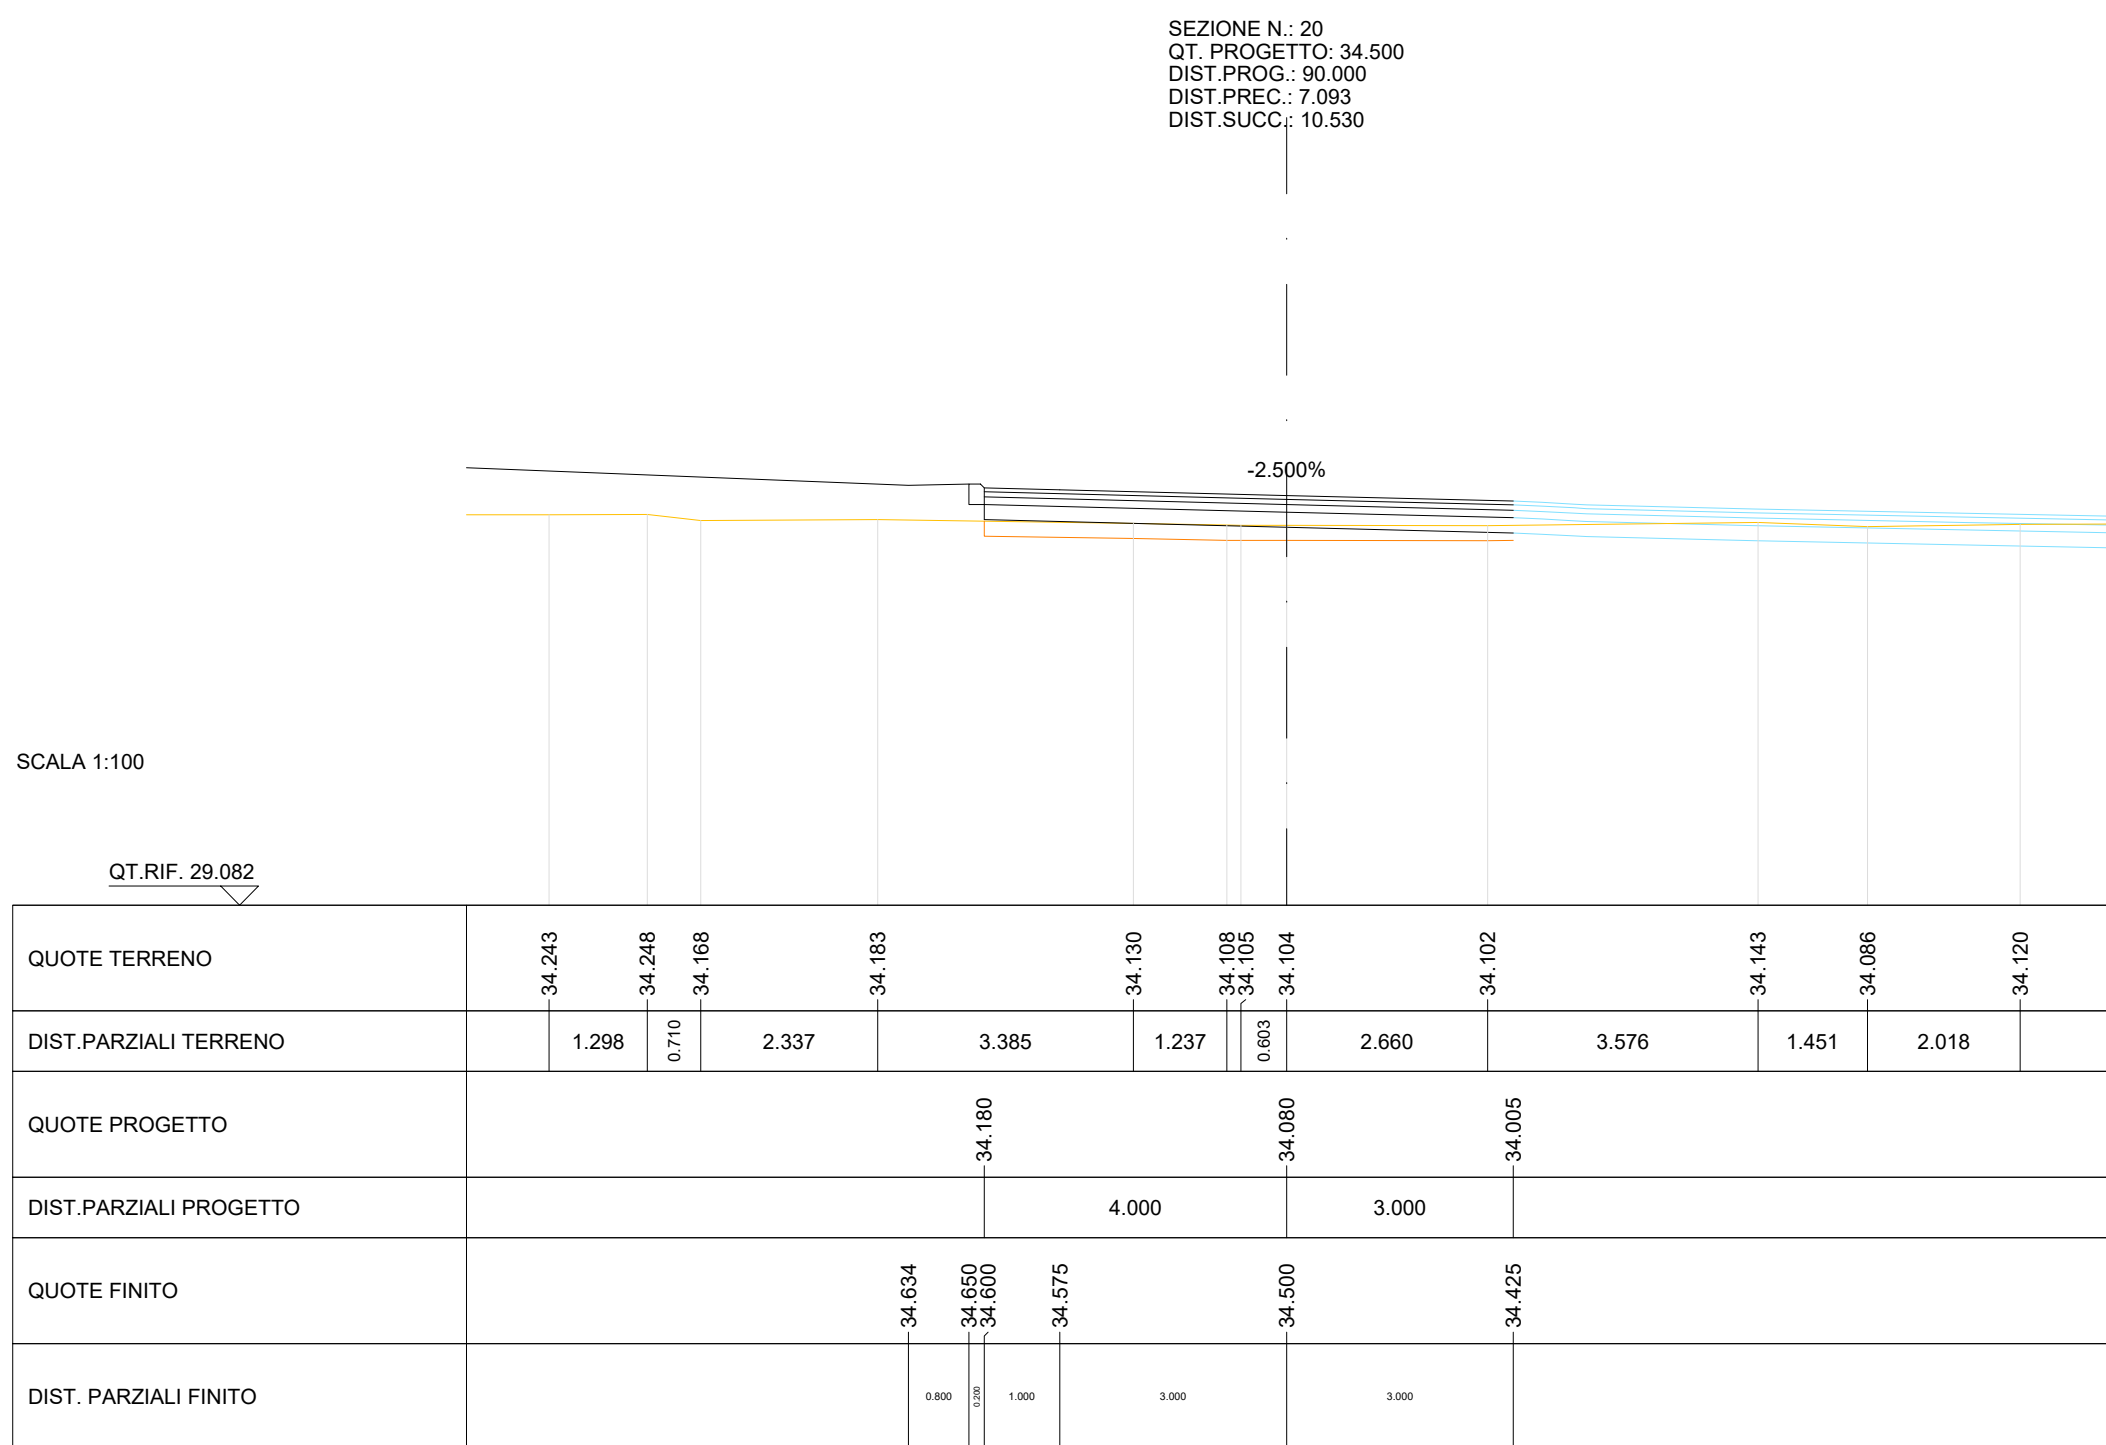 SEZIONE N.: 20
QT. PROGETTO: 34.500
DIST.PROG.: 90.000
DIST.PREC.: 7.093
DIST.SUCC.: 10.530
-2.500%
SCALA 1:100
QT.RIF. 29.082
QUOTE TERRENO 34.243 34.248 34.168 34.183 34.130 34.108 34.105 34.104 34.102 34.143 34.086 34.120
DIST.PARZIALI TERRENO 1.298 0.710 2.337 3.385 1.237 0.603 2.660 3.576 1.451 2.018
QUOTE PROGETTO 34.180 34.080 34.005
DIST.PARZIALI PROGETTO 4.000 3.000
QUOTE FINITO 34.634 34.650 34.600 34.575 34.500 34.425
DIST. PARZIALI FINITO 0.800 0.200 1.000 3.000 3.000